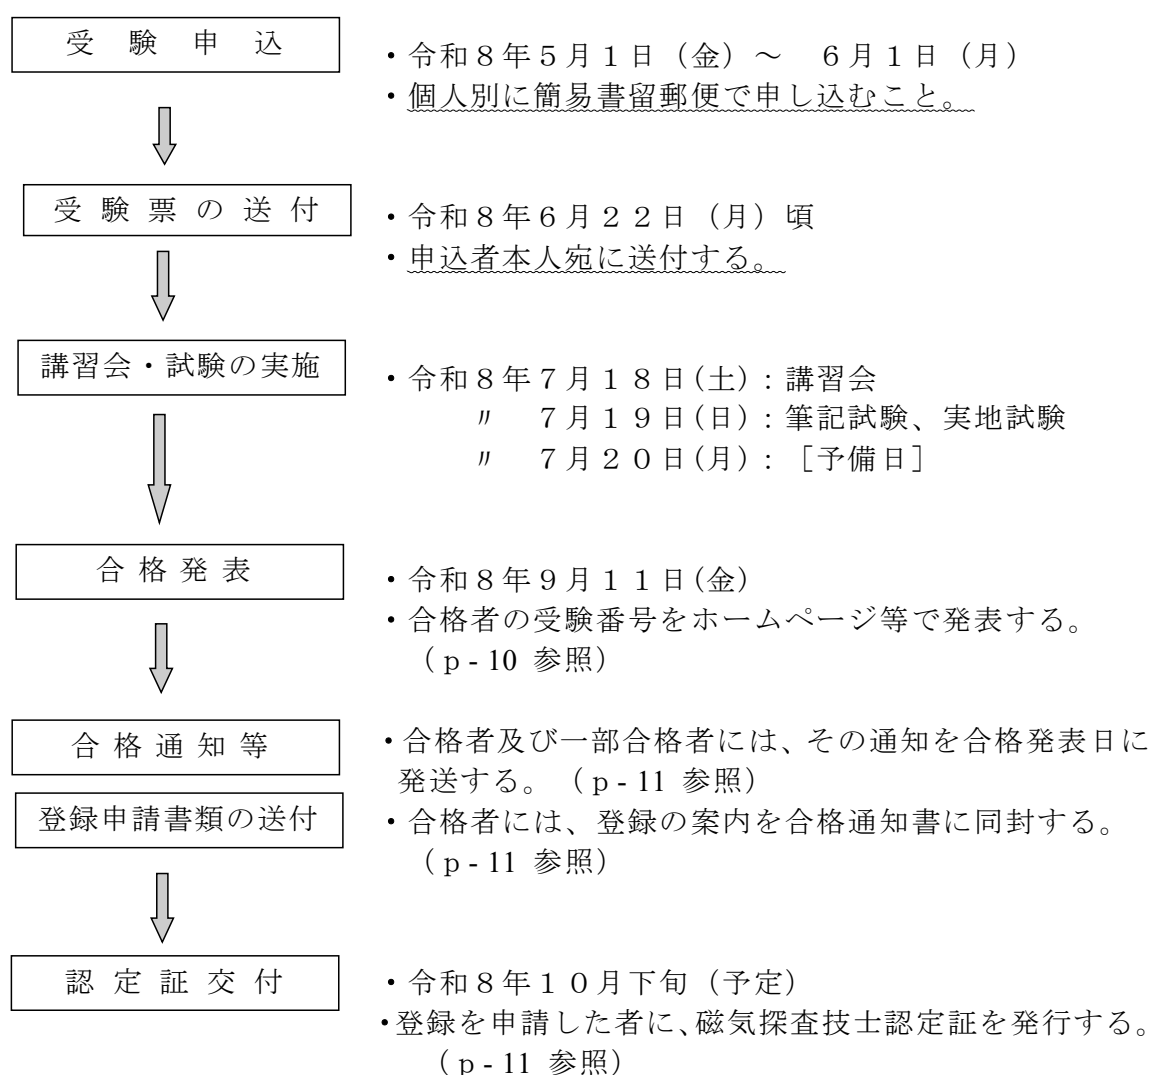 受験申込
・令和8年5月1日（金）～　6月1日（月）
・個人別に簡易書留郵便で申し込むこと。
受験票の送付
・令和8年6月22日（月）頃
・申込者本人宛に送付する。
講習会・試験の実施
・令和8年7月18日(土)：講習会
〃　7月19日(日)：筆記試験、実地試験
〃　7月20日(月)：［予備日］
合格発表
・令和8年9月11日(金)
・合格者の受験番号をホームページ等で発表する。
（ｐ- 10 参照）
合格通知等
・合格者及び一部合格者には、その通知を合格発表日に
発送する。（ｐ- 11 参照）
登録申請書類の送付
・合格者には、登録の案内を合格通知書に同封する。
（ｐ- 11 参照）
認定証交付
・令和8年10月下旬（予定）
・登録を申請した者に、磁気探査技士認定証を発行する。
（ｐ- 11 参照）